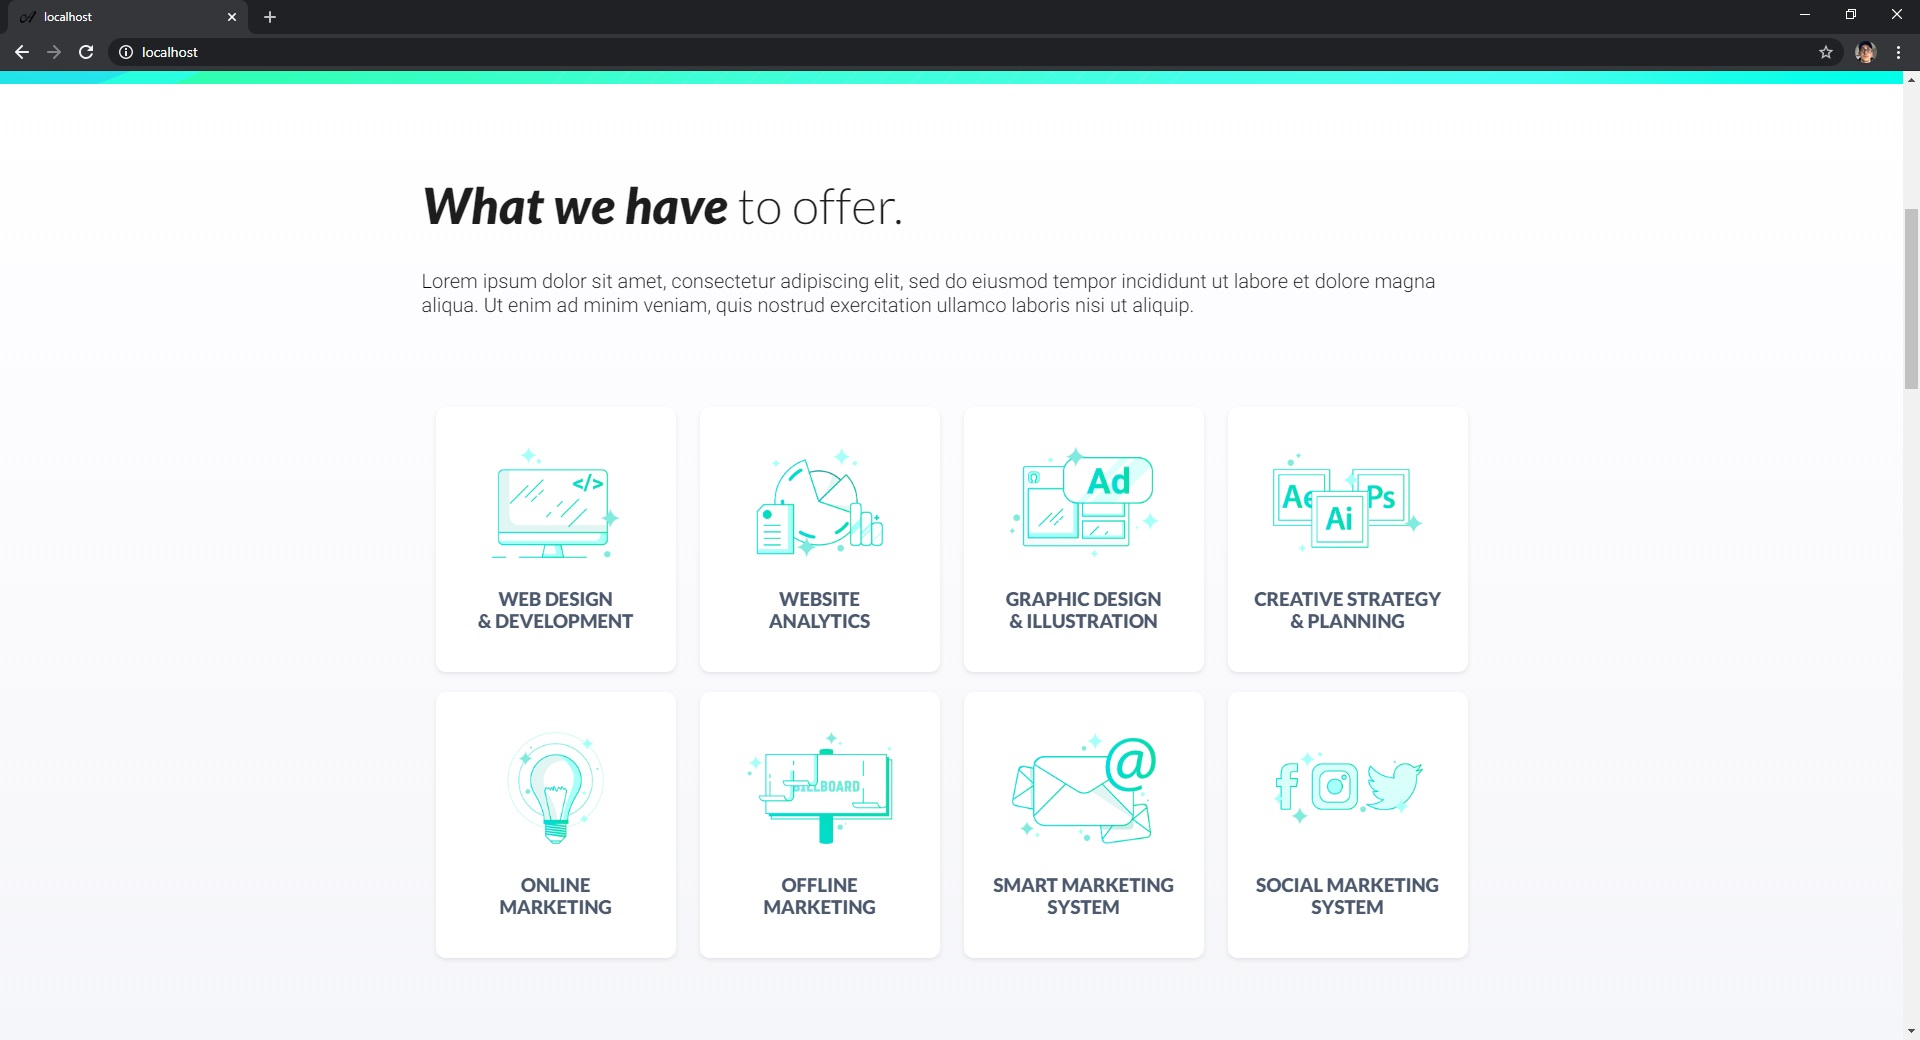 localhost
localhost
What we have to offer.
Lorem ipsum dolor sit amet, consectetur adipiscing elit, sed do eiusmod tempor incididunt ut labore et dolore magna
aliqua. Ut enim ad minim veniam, quis nostrud exercitation ullamco laboris nisi ut aliquip.
</>
Ad
Ae
Ps
Ai
WEB DESIGN
& DEVELOPMENT
WEBSITE
ANALYTICS
GRAPHIC DESIGN
& ILLUSTRATION
CREATIVE STRATEGY
& PLANNING
BILLBOARD
@
ONLINE
MARKETING
OFFLINE
MARKETING
SMART MARKETING
SYSTEM
SOCIAL MARKETING
SYSTEM